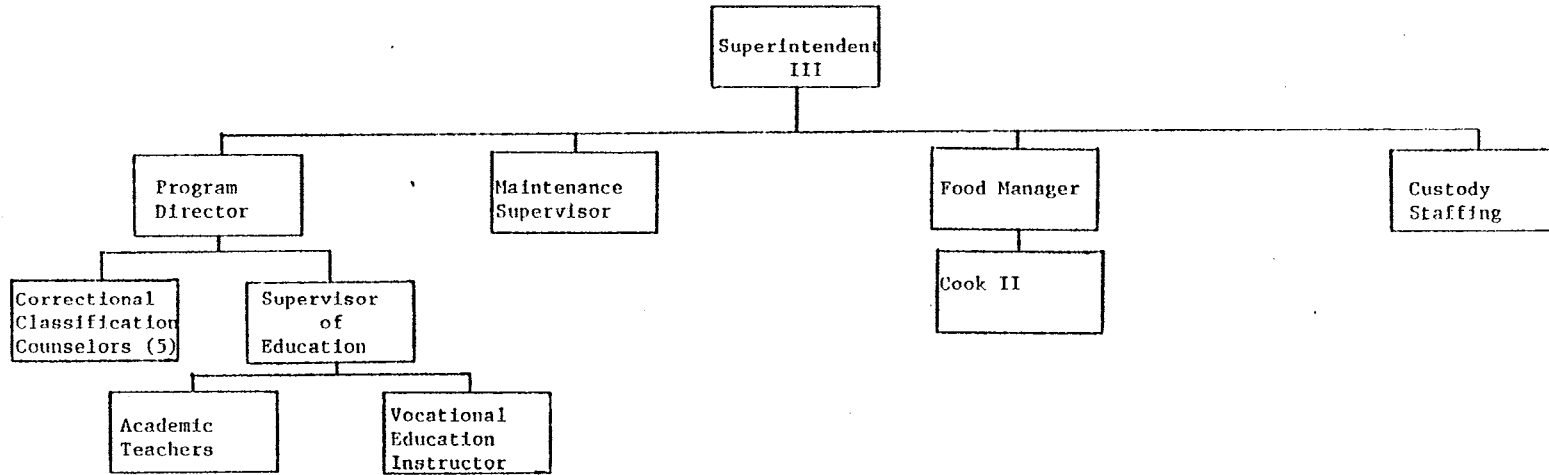 Superintendent
III
Program
Director
Maintenance
Supervisor
Food Manager
Custody
Staffing
Correctional
Classification
Counselors (5)
Supervisor
of
Education
Cook II
Academic
Teachers
Vocational
Education
Instructor